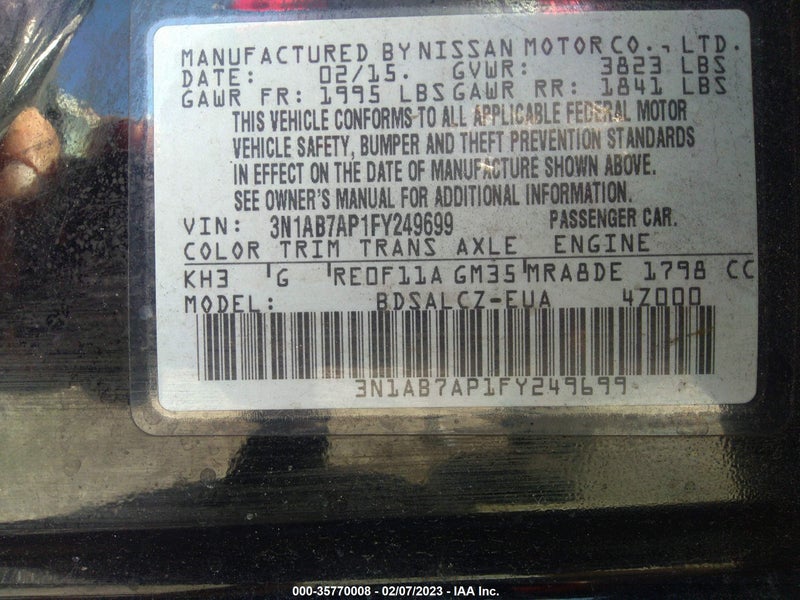 MANUFACTURED BY NISSAN MOTOR CO., LTD.
DATE: 02/15. GVWR: 3823 LBS
GAWR FR: 1995 LBS GAWR RR: 1841 LBS
THIS VEHICLE CONFORMS TO ALL APPLICABLE FEDERAL MOTOR
VEHICLE SAFETY, BUMPER AND THEFT PREVENTION STANDARDS
IN EFFECT ON THE DATE OF MANUFACTURE SHOWN ABOVE.
SEE OWNER'S MANUAL FOR ADDITIONAL INFORMATION.
VIN: 3N1AB7AP1FY249699 PASSENGER CAR.
COLOR TRIM TRANS AXLE ENGINE
KH3 'G 'RE0F11A GM35'MRA8DE 1798 CC
MODEL: BDSALCZ-EUA 4Z000
3N1AB7AP1FY249699
000-35770008 - 02/07/2023 - IAA Inc.